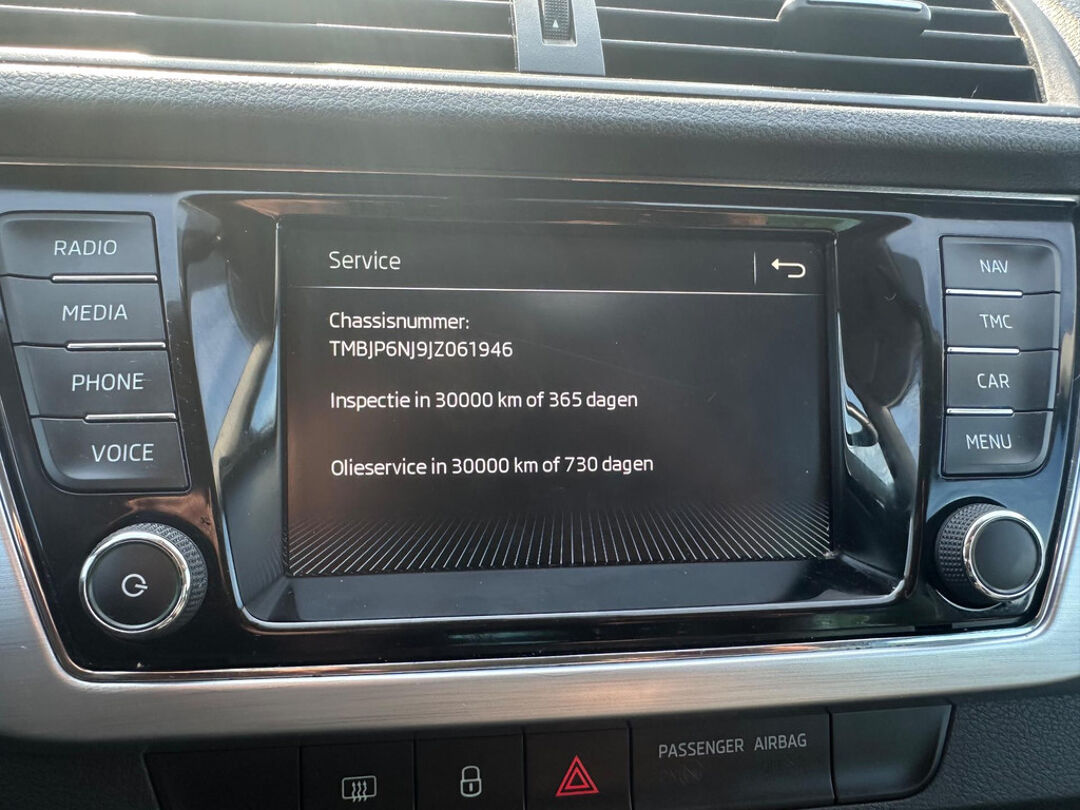 RADIO
MEDIA
PHONE
VOICE
Service
Chassisnummer:
TMBJP6NJ9JZ061946
Inspectie in 30000 km of 365 dagen
Olieservice in 30000 km of 730 dagen
NAV
TMC
CAR
MENU
PASSENGER AIRBAG